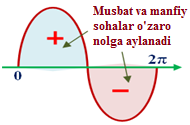 Musbat va manfiy
sohalar o'zaro
nolga aylanadi
+
−
0
2π